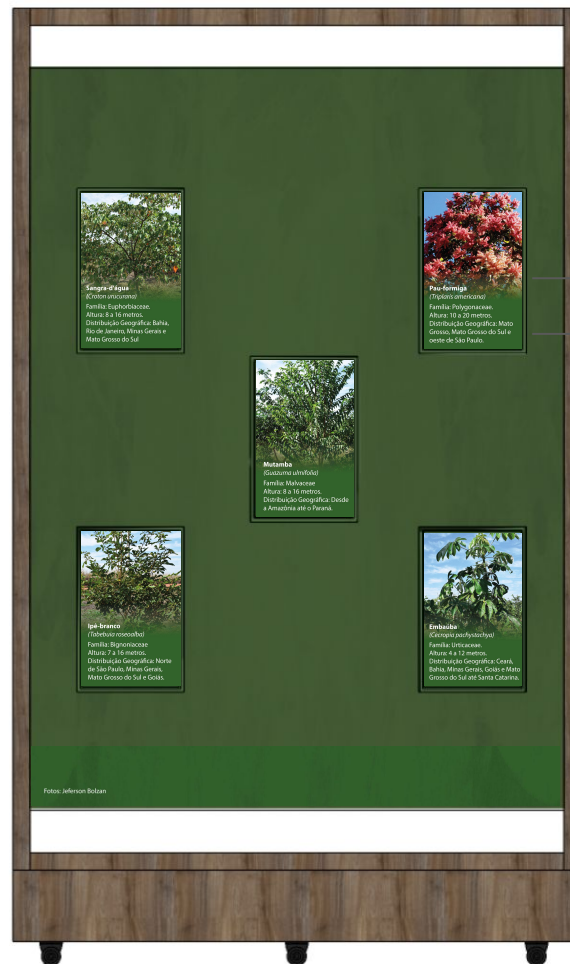 Sangra-d'água
(Croton urucurana)
Família: Euphorbiaceae.
Altura: 8 a 16 metros.
Distribuição Geográfica: Bahia,
Rio de Janeiro, Minas Gerais e
Mato Grosso do Sul
Pau-formiga
(Triplaris americana)
Família: Polygonaceae.
Altura: 10 a 20 metros.
Distribuição Geográfica: Mato
Grosso, Mato Grosso do Sul e
oeste de São Paulo.
Mutamba
(Guazuma ulmifolia)
Família: Malvaceae
Altura: 8 a 16 metros.
Distribuição Geográfica: Desde
a Amazônia até o Paraná.
Ipê-branco
(Tabebuia roseoalba)
Família: Bignoniaceae
Altura: 7 a 16 metros.
Distribuição Geográfica: Norte
de São Paulo, Minas Gerais,
Mato Grosso do Sul e Goiás.
Embaúba
(Cecropia pachystachya)
Família: Urticaceae.
Altura: 4 a 12 metros.
Distribuição Geográfica: Ceará,
Bahia, Minas Gerais, Goiás e Mato
Grosso do Sul até Santa Catarina.
Fotos: Jeferson Bolzan